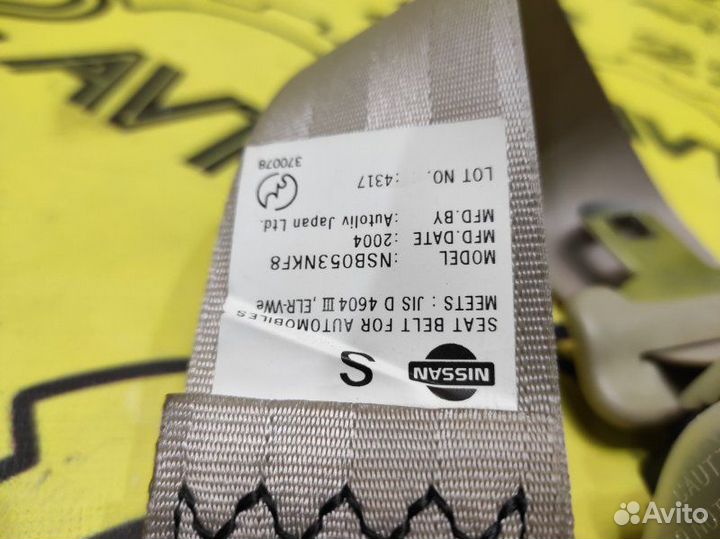 NISSAN S
SEAT BELT FOR AUTOMOBILES
MEETS : JIS D 4604 III, ELR-VWe
MODEL : NSB053NKF8
MFD.DATE : 2004
MFD.BY : Autoliv Japan Ltd.
LOT NO. : 4317
370078
Avito